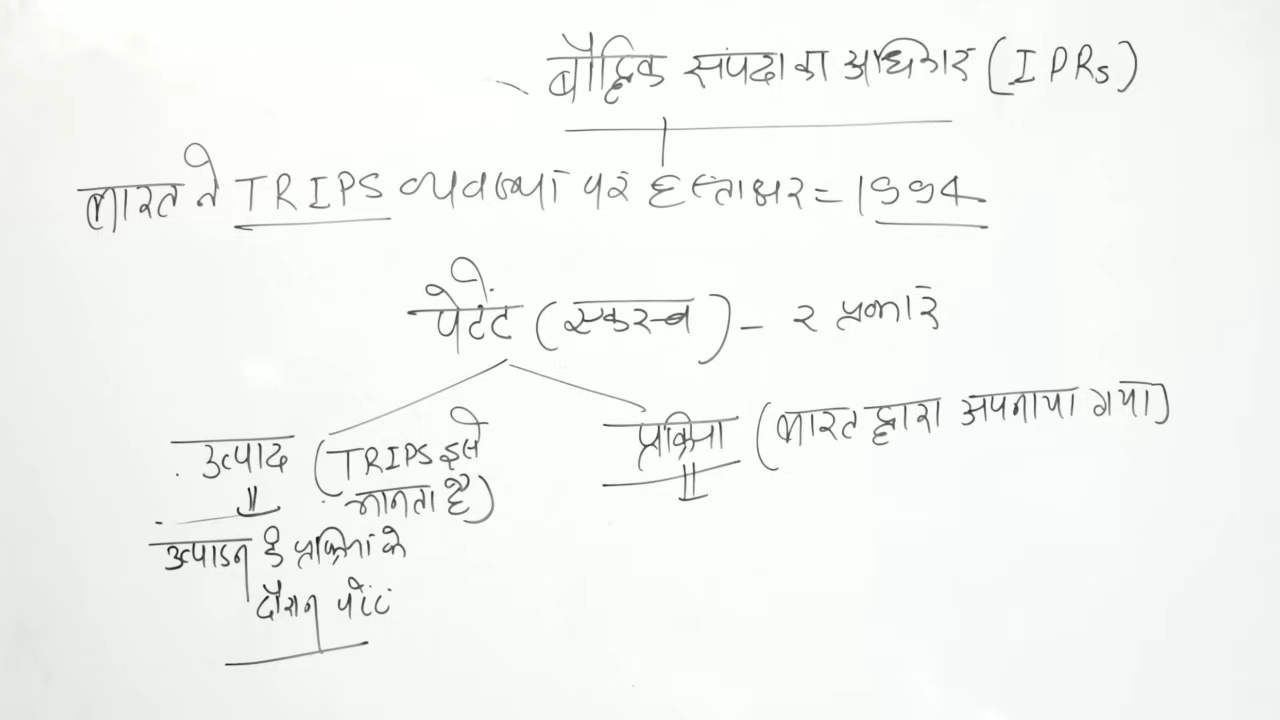 बौद्धिक संपदा का अधिकार (IPRs)
भारत ने TRIPS व्यवस्था पर हस्ताक्षर = 1994
पेटेंट (एकस्व) - 2 प्रकार
उत्पाद (TRIPS इसे मानता है)
प्रक्रिया (भारत द्वारा अपनाया गया)
उत्पादन के प्रक्रिया के
दौरान पेटेंट